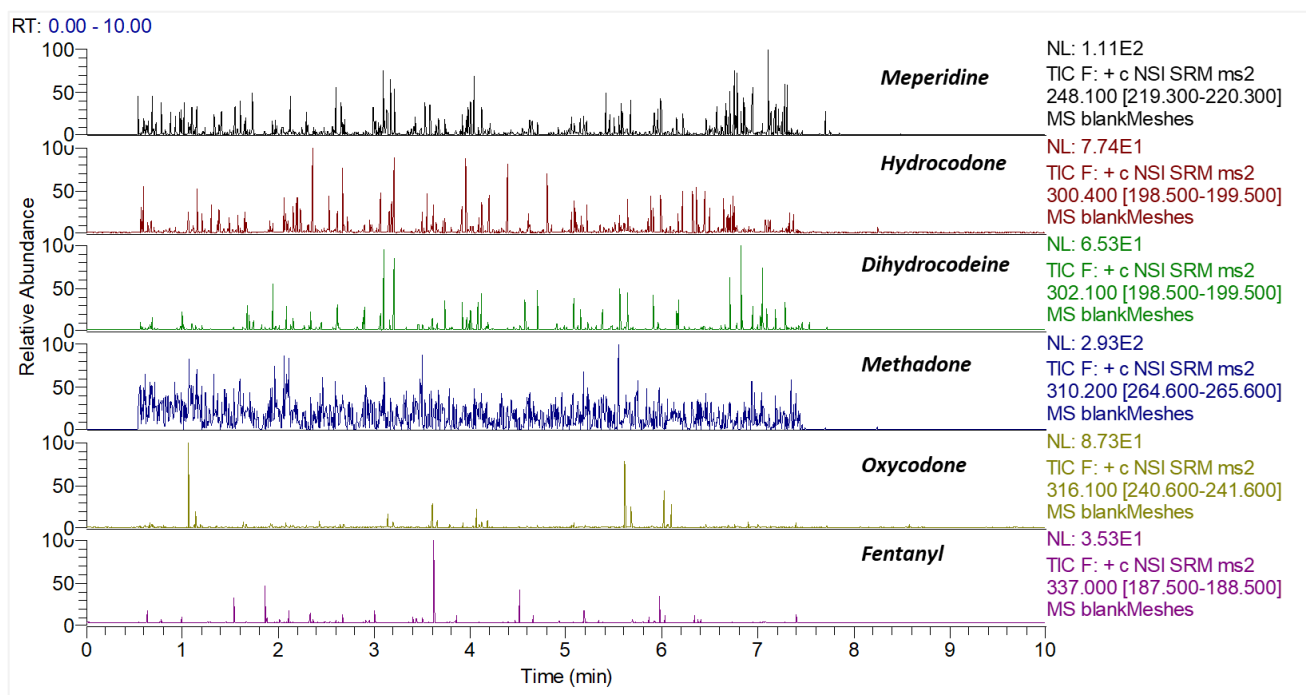 RT: 0.00 - 10.00
100
50
0
Meperidine
NL: 1.11E2
TIC F: + c NSI SRM ms2
248.100 [219.300-220.300]
MS blankMeshes
100
50
0
Hydrocodone
NL: 7.74E1
TIC F: + c NSI SRM ms2
300.400 [198.500-199.500]
MS blankMeshes
100
50
0
Dihydrocodeine
NL: 6.53E1
TIC F: + c NSI SRM ms2
302.100 [198.500-199.500]
MS blankMeshes
Relative Abundance
100
50
0
Methadone
NL: 2.93E2
TIC F: + c NSI SRM ms2
310.200 [264.600-265.600]
MS blankMeshes
100
50
0
Oxycodone
NL: 8.73E1
TIC F: + c NSI SRM ms2
316.100 [240.600-241.600]
MS blankMeshes
100
50
0
Fentanyl
NL: 3.53E1
TIC F: + c NSI SRM ms2
337.000 [187.500-188.500]
MS blankMeshes
0 1 2 3 4 5 6 7 8 9 10
Time (min)